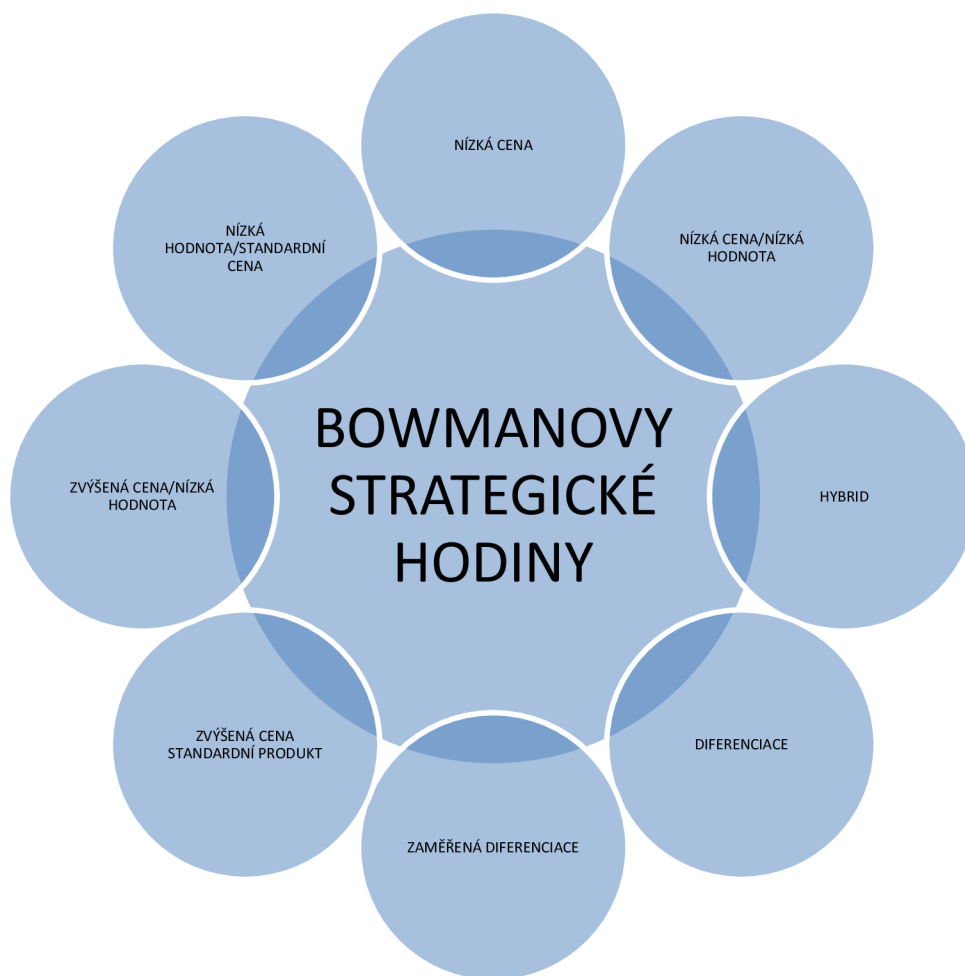 NÍZKÁ CENA
NÍZKÁ CENA/NÍZKÁ
HODNOTA
HYBRID
DIFERENCIACE
ZAMĚŘENÁ DIFERENCIACE
ZVÝŠENÁ CENA
STANDARDNÍ PRODUKT
ZVÝŠENÁ CENA/NÍZKÁ
HODNOTA
NÍZKÁ
HODNOTA/STANDARDNÍ
CENA
BOWMANOVY
STRATEGICKÉ
HODINY